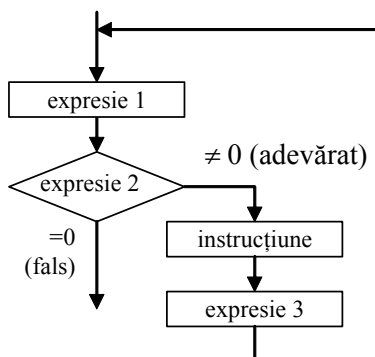 expresie 1
expresie 2
≠ 0 (adevărat)
=0
(fals)
instrucțiune
expresie 3